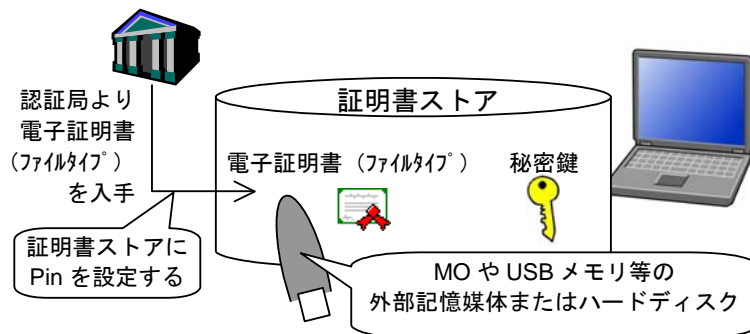 認証局より
電子証明書
(ﾌｧｲﾙﾀｲﾌﾟ)
を入手
証明書ストア
電子証明書 (ﾌｧｲﾙﾀｲﾌﾟ)
秘密鍵
証明書ストアに
Pin を設定する
MO や USB メモリ等の
外部記憶媒体またはハードディスク